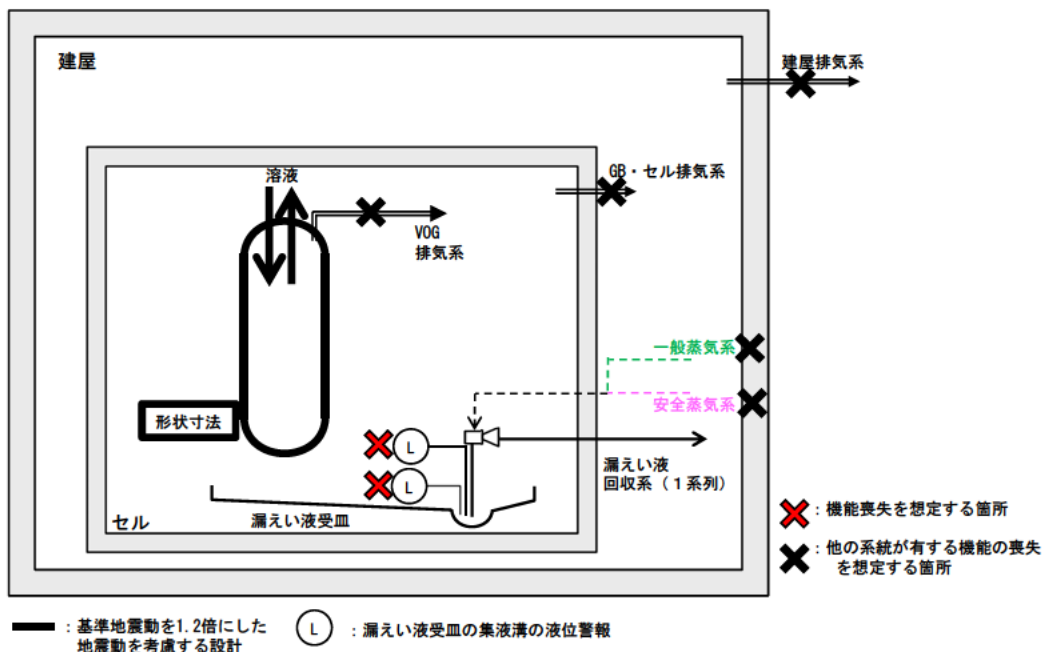 建屋
建屋排気系
GB・セル排気系
溶液
VOG
排気系
一般蒸気系
安全蒸気系
形状寸法
L
L
漏えい液
回収系（１系列）
セル
漏えい液受皿
：機能喪失を想定する箇所
：他の系統が有する機能の喪失
を想定する箇所
：基準地震動を1.2倍にした
地震動を考慮する設計
L
：漏えい液受皿の集液溝の液位警報